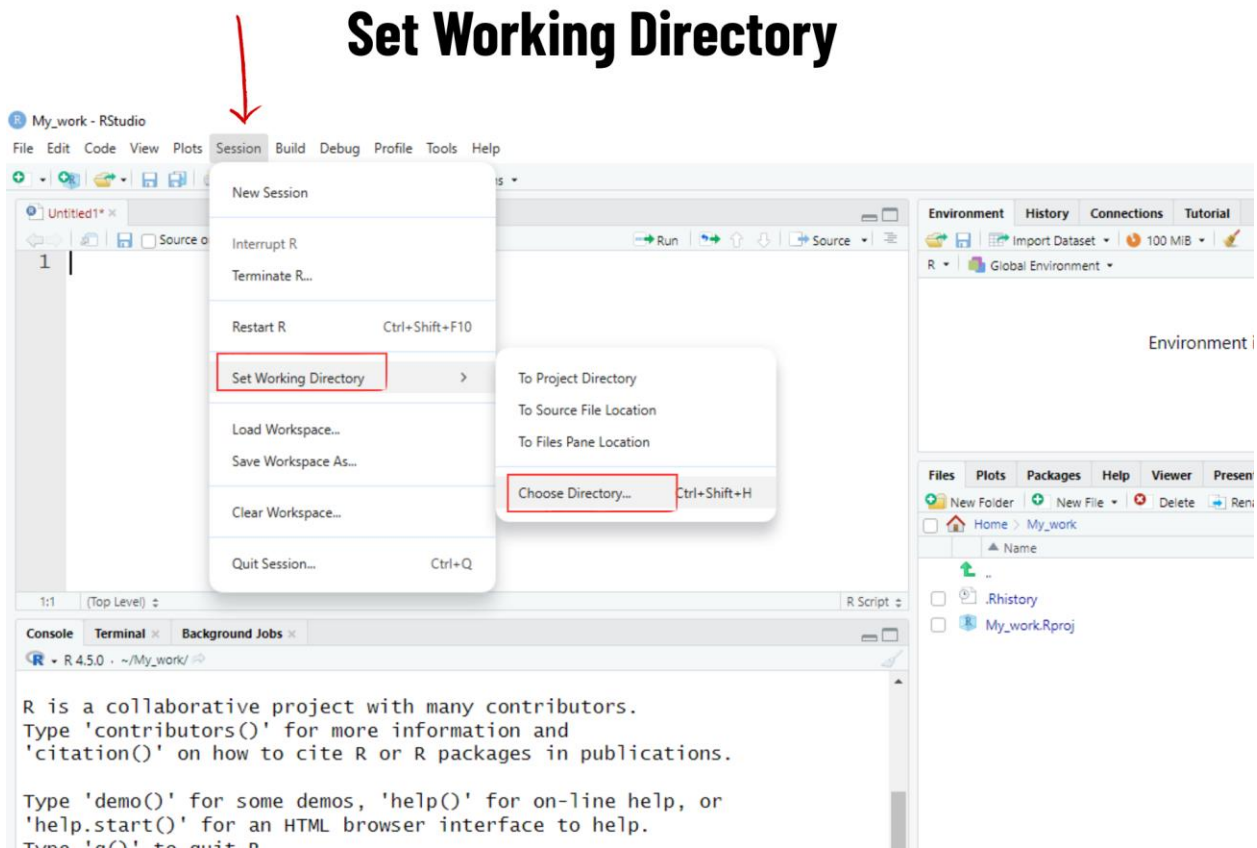 Set Working Directory
My_work - RStudio
File Edit Code View Plots Session Build Debug Profile Tools Help
Untitled1*
Source o
Run
Source
1
New Session
Interrupt R
Terminate R...
Restart R Ctrl+Shift+F10
Set Working Directory
Load Workspace...
Save Workspace As...
Clear Workspace...
Quit Session... Ctrl+Q
To Project Directory
To Source File Location
To Files Pane Location
Choose Directory... Ctrl+Shift+H
1:1 (Top Level) R Script
Environment History Connections Tutorial
Import Dataset 100 MiB
R Global Environment
Environment i
Files Plots Packages Help Viewer Presen
New Folder New File Delete Rena
Home My_work
Name
..
.Rhistory
My_work.Rproj
Console Terminal Background Jobs
R R 4.5.0 · ~/My_work/
R is a collaborative project with many contributors.
Type 'contributors()' for more information and
'citation()' on how to cite R or R packages in publications.
Type 'demo()' for some demos, 'help()' for on-line help, or
'help.start()' for an HTML browser interface to help.
Type 'q()' to quit R.